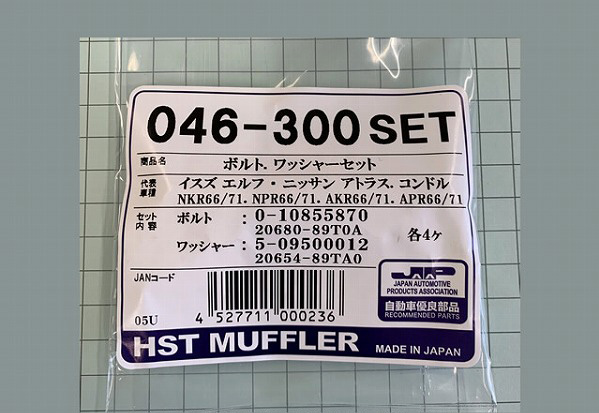 046-300 SET
商品名 ボルト. ワッシャーセット
代表車種 イスズ エルフ・ニッサン アトラス. コンドル
NKR66/71. NPR66/71. AKR66/71. APR66/71
セット内容 ボルト : 0-10855870
20680-89T0A
ワッシャー : 5-09500012
20654-89TA0
各4ヶ
JANコード
4 527711 000236
05U
JAP
JAPAN AUTOMOTIVE
PRODUCTS ASSOCIATION
自動車優良部品
RECOMMENDED PARTS
HST MUFFLER MADE IN JAPAN